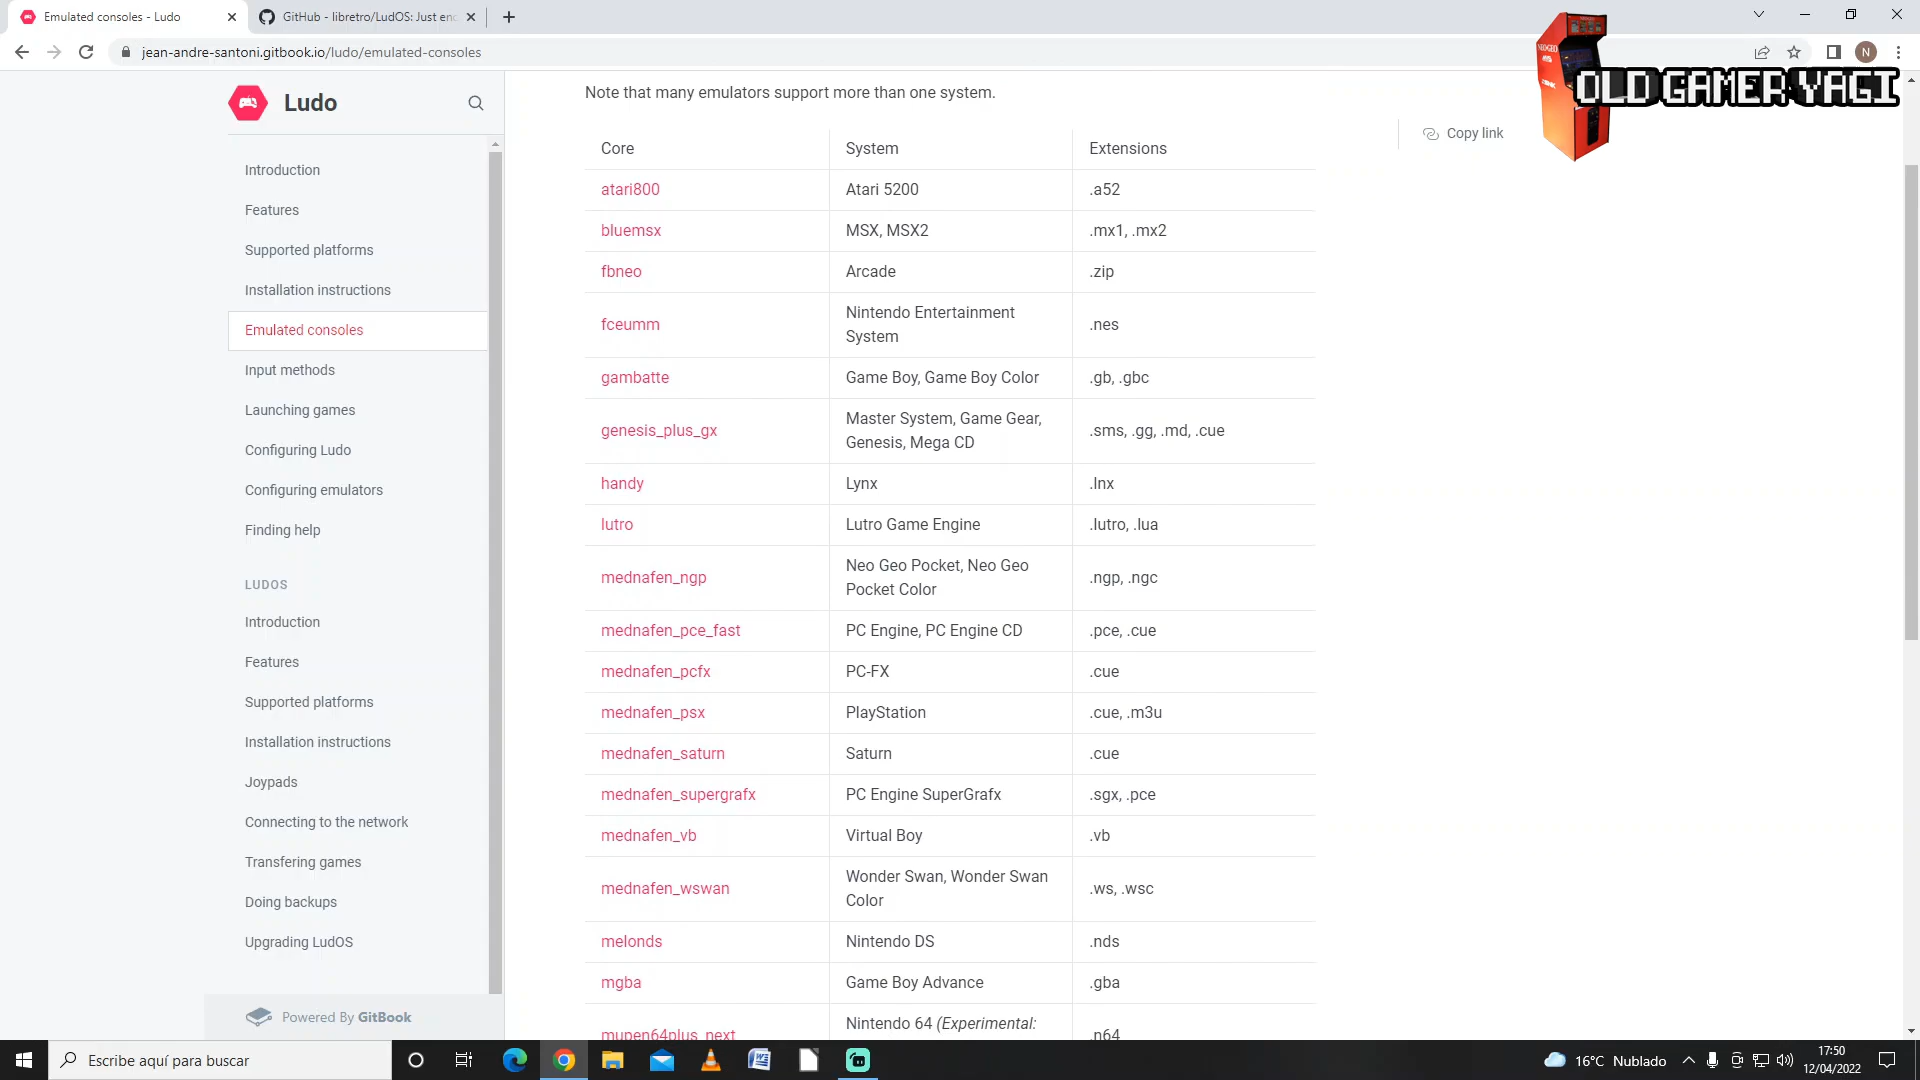 Emulated consoles - Ludo
GitHub - libretro/LudOS: Just eno
jean-andre-santoni.gitbook.io/ludo/emulated-consoles
N
NEO-GEO
OLD GAMER YAGI
Ludo
Introduction
Features
Supported platforms
Installation instructions
Emulated consoles
Input methods
Launching games
Configuring Ludo
Configuring emulators
Finding help
LUDOS
Introduction
Features
Supported platforms
Installation instructions
Joypads
Connecting to the network
Transfering games
Doing backups
Upgrading LudOS
Powered By GitBook
Note that many emulators support more than one system.
Copy link
Core System Extensions
atari800 Atari 5200 .a52
bluemsx MSX, MSX2 .mx1, .mx2
fbneo Arcade .zip
fceumm Nintendo Entertainment
System .nes
gambatte Game Boy, Game Boy Color .gb, .gbc
genesis_plus_gx Master System, Game Gear,
Genesis, Mega CD .sms, .gg, .md, .cue
handy Lynx .lnx
lutro Lutro Game Engine .lutro, .lua
mednafen_ngp Neo Geo Pocket, Neo Geo
Pocket Color .ngp, .ngc
mednafen_pce_fast PC Engine, PC Engine CD .pce, .cue
mednafen_pcfx PC-FX .cue
mednafen_psx PlayStation .cue, .m3u
mednafen_saturn Saturn .cue
mednafen_supergrafx PC Engine SuperGrafx .sgx, .pce
mednafen_vb Virtual Boy .vb
mednafen_wswan Wonder Swan, Wonder Swan
Color .ws, .wsc
melonds Nintendo DS .nds
mgba Game Boy Advance .gba
mupen64plus_next Nintendo 64 (Experimental: .n64
Escribe aquí para buscar
16°C Nublado
17:50
12/04/2022